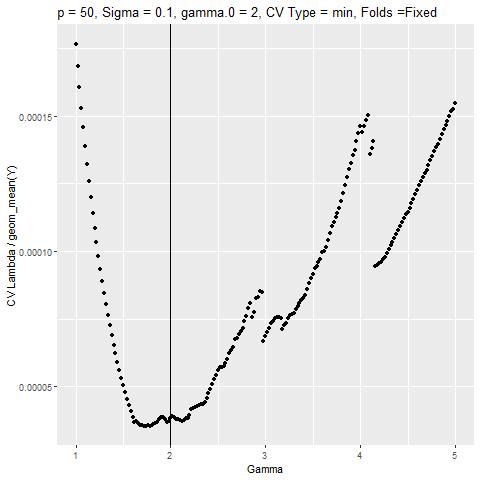 p = 50, Sigma = 0.1, gamma.0 = 2, CV Type = min, Folds =Fixed
CV Lambda / geom_mean(Y)
0.00015
0.00010
0.00005
1 2 3 4 5
Gamma